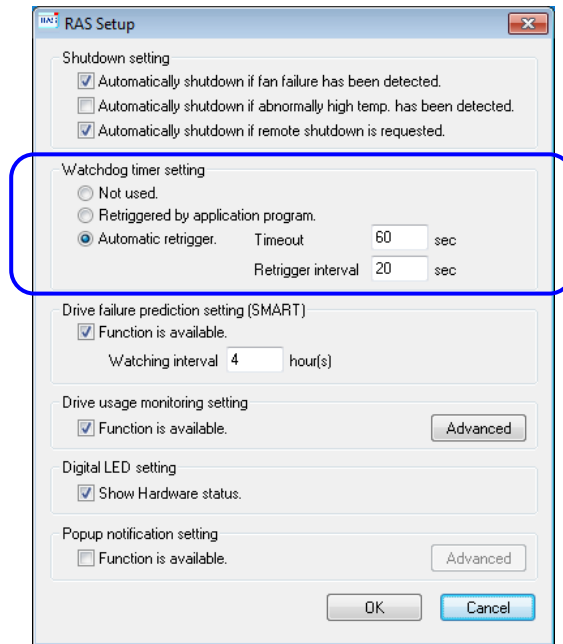 RAS RAS Setup
Shutdown setting
Automatically shutdown if fan failure has been detected.
Automatically shutdown if abnormally high temp. has been detected.
Automatically shutdown if remote shutdown is requested.
Watchdog timer setting
Not used.
Retriggered by application program.
Automatic retrigger. Timeout 60 sec
Retrigger interval 20 sec
Drive failure prediction setting (SMART)
Function is available.
Watching interval 4 hour(s)
Drive usage monitoring setting
Function is available. Advanced
Digital LED setting
Show Hardware status.
Popup notification setting
Function is available. Advanced
OK Cancel